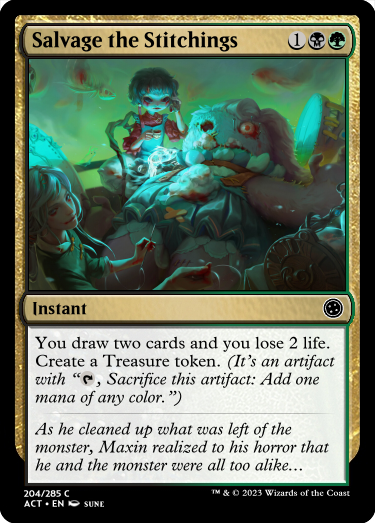 Salvage the Stitchings 1
Instant
You draw two cards and you lose 2 life.
Create a Treasure token. (It's an artifact
with “, Sacrifice this artifact: Add one
mana of any color.”)
As he cleaned up what was left of the
monster, Maxin realized to his horror that
he and the monster were all too alike...
204/285 C
ACT • EN SUNE ™ & © 2023 Wizards of the Coast